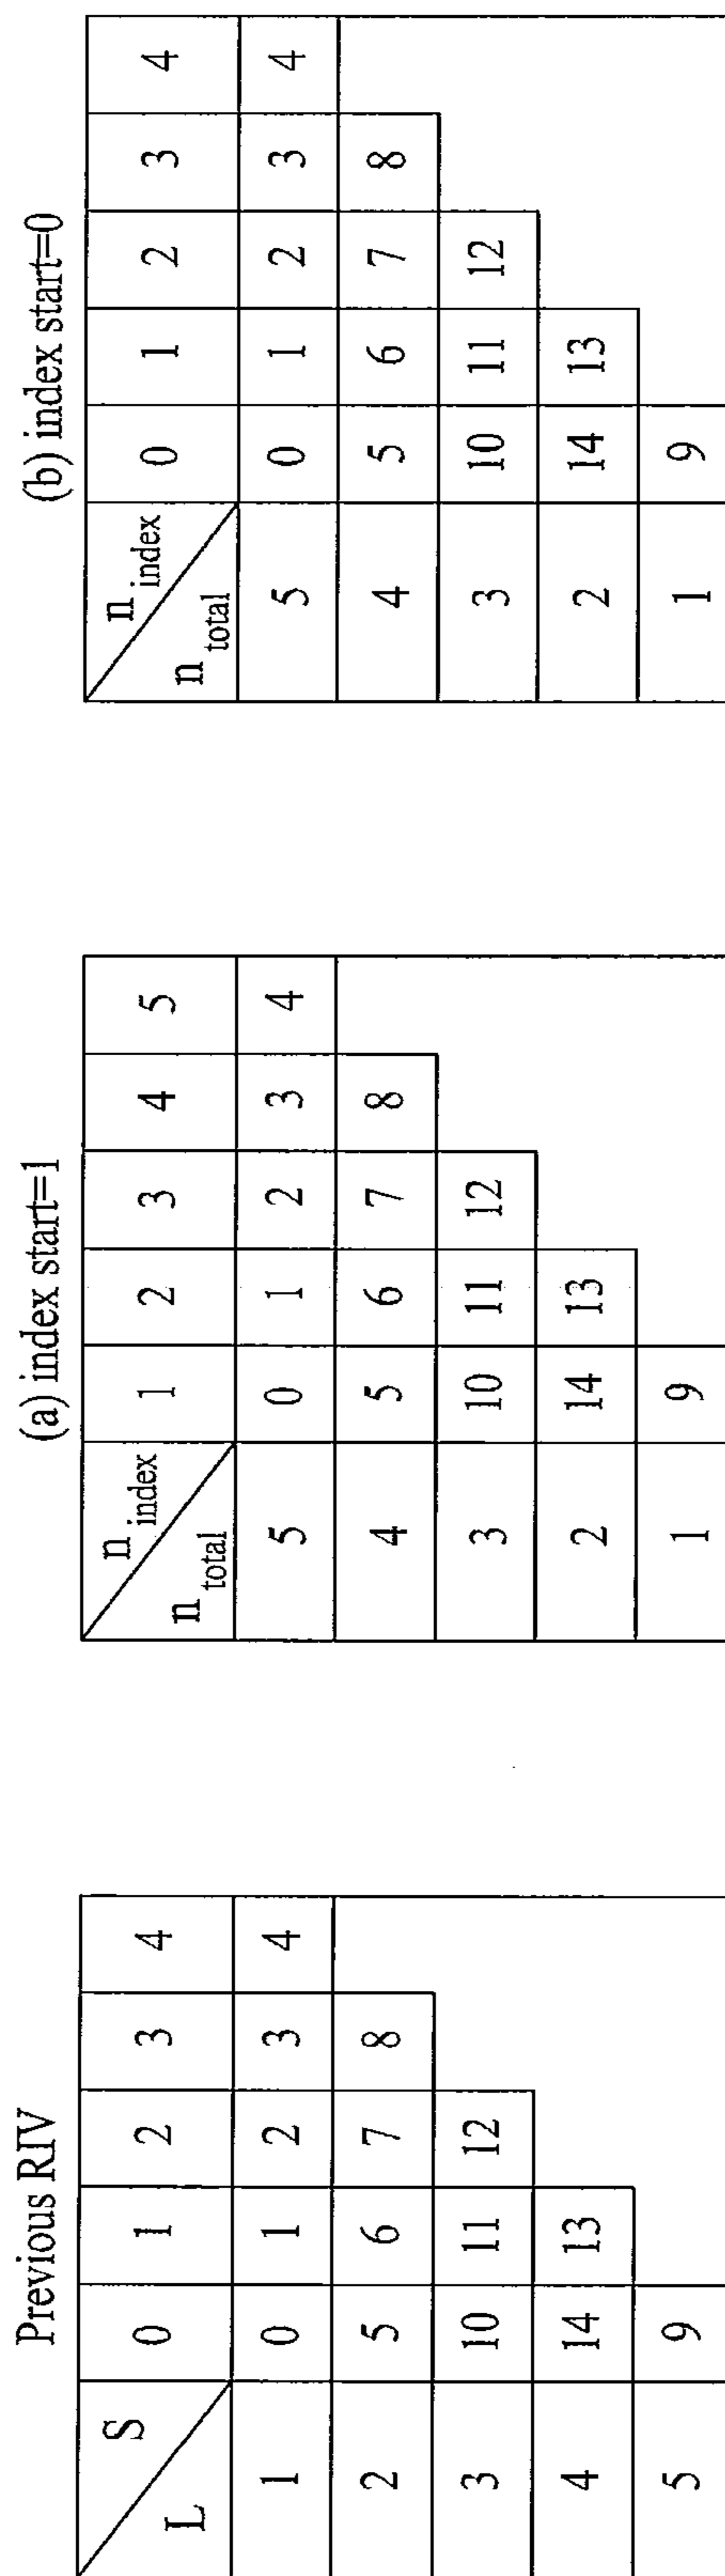 Previous RIV
L S 0 1 2 3 4
1 0 1 2 3 4
2 5 6 7 8
3 10 11 12
4 14 13
5 9
(a) index start=1
n total n index 1 2 3 4 5
5 0 1 2 3 4
4 5 6 7 8
3 10 11 12
2 14 13
1 9
(b) index start=0
n total n index 0 1 2 3 4
5 0 1 2 3 4
4 5 6 7 8
3 10 11 12
2 14 13
1 9